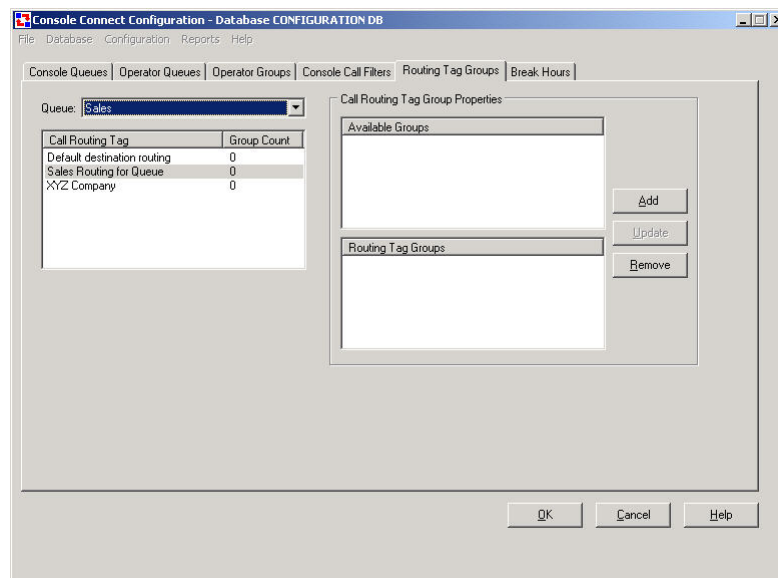 Console Connect Configuration - Database CONFIGURATION DB
File Database Configuration Reports Help
Console Queues Operator Queues Operator Groups Console Call Filters Routing Tag Groups Break Hours
Queue: Sales
Call Routing Tag Group Count
Default destination routing 0
Sales Routing for Queue 0
XYZ Company 0
Call Routing Tag Group Properties
Available Groups
Routing Tag Groups
Add
Update
Remove
OK Cancel Help